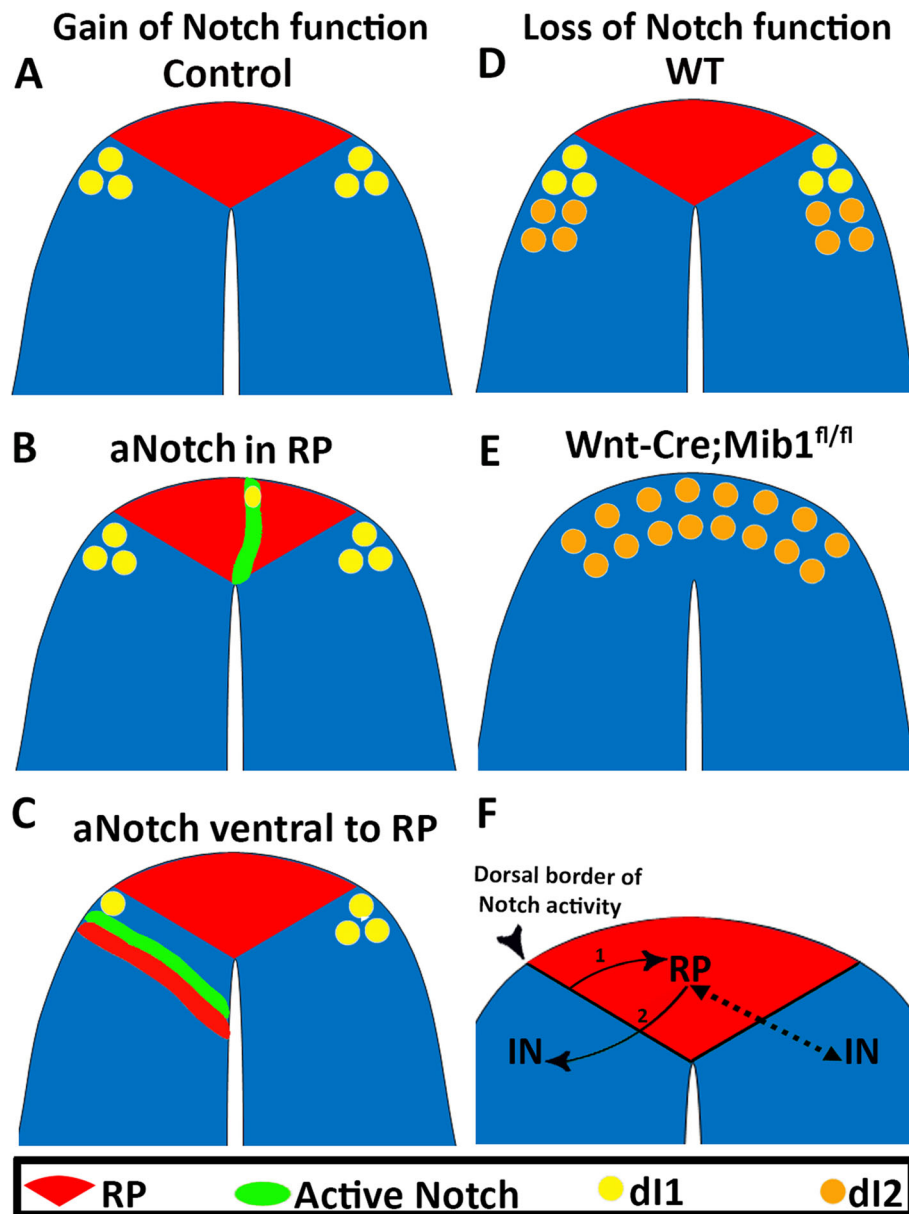 Gain of Notch function
Loss of Notch function
A
Control
D
WT
B
aNotch in RP
E
Wnt-Cre;Mib1fl/fl
C
aNotch ventral to RP
F
Dorsal border of
Notch activity
1
RP
2
IN
IN
RP
Active Notch
dI1
dI2